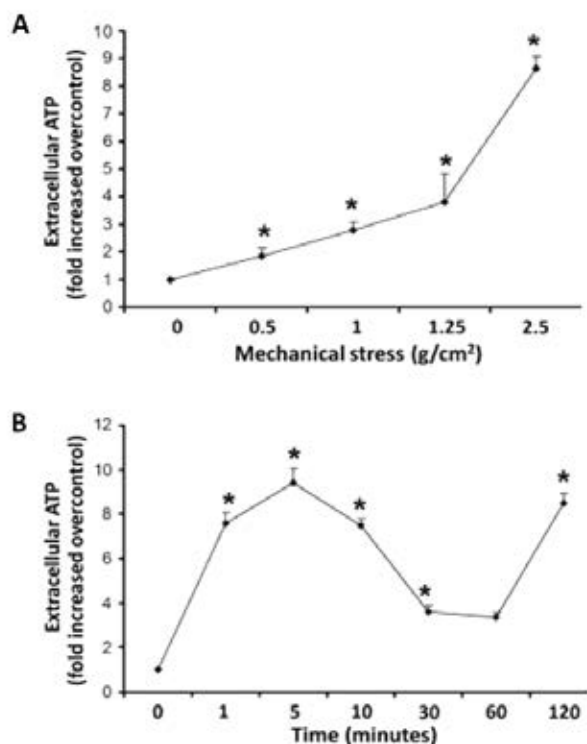 A
Extracellular ATP
(fold increased overcontrol)
10
9
8
7
6
5
4
3
2
1
0
*
*
*
*
0 0.5 1 1.25 2.5
Mechanical stress (g/cm²)
B
Extracellular ATP
(fold increased overcontrol)
12
10
8
6
4
2
0
*
*
*
*
*
0 1 5 10 30 60 120
Time (minutes)